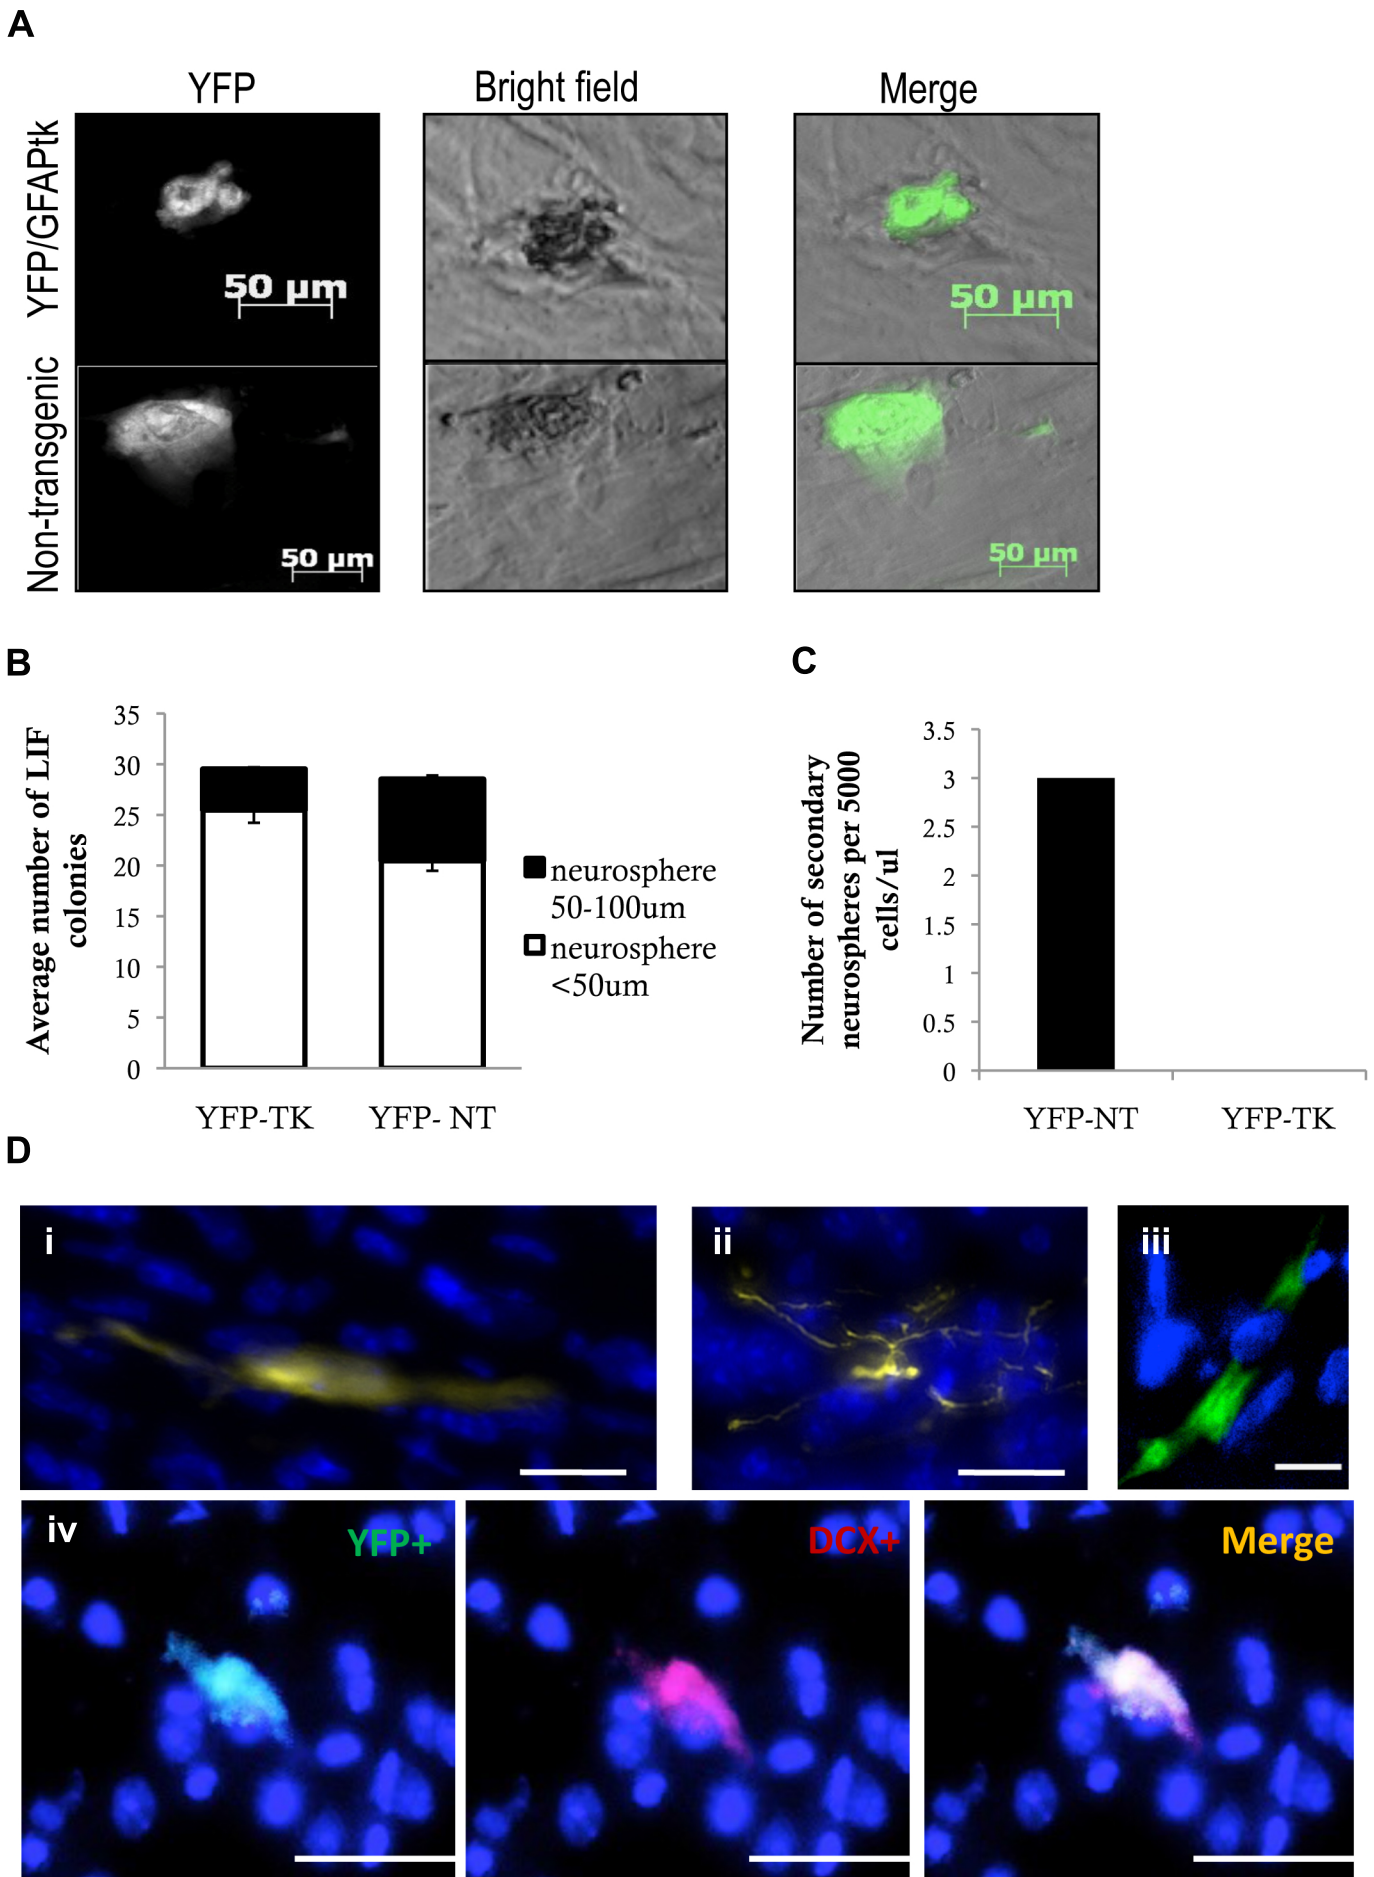 A
YFP
Bright field
Merge
YFP/GFAPtk
50 µm
50 µm
Non-transgenic
50 µm
50 µm
B
Average number of LIF
colonies
35
30
25
20
15
10
5
0
YFP-TK
YFP- NT
neurosphere
50-100um
neurosphere
<50um
C
Number of secondary
neurospheres per 5000
cells/ul
3.5
3
2.5
2
1.5
1
0.5
0
YFP-NT
YFP-TK
D
i
ii
iii
iv
YFP+
DCX+
Merge